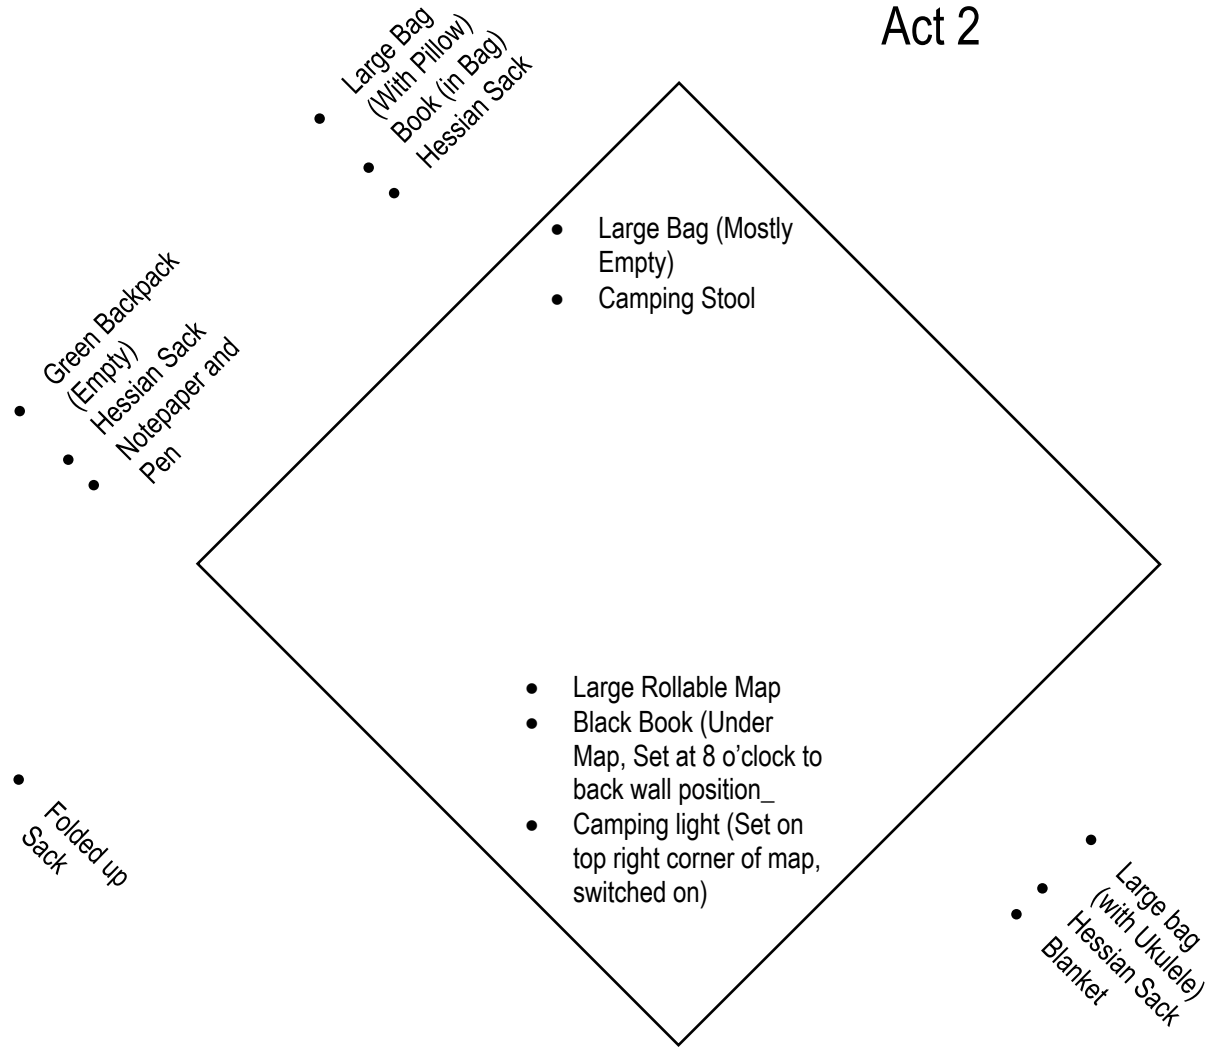 Act 2
• Large Bag
(With Pillow)
• Book (in Bag)
• Hessian Sack
• Large Bag (Mostly
Empty)
• Camping Stool
• Green Backpack
(Empty)
• Hessian Sack
• Notepaper and
Pen
• Large Rollable Map
• Black Book (Under
Map, Set at 8 o’clock to
back wall position_
• Camping light (Set on
top right corner of map,
switched on)
• Folded up
Sack
• Large bag
(with Ukulele)
• Hessian Sack
• Blanket